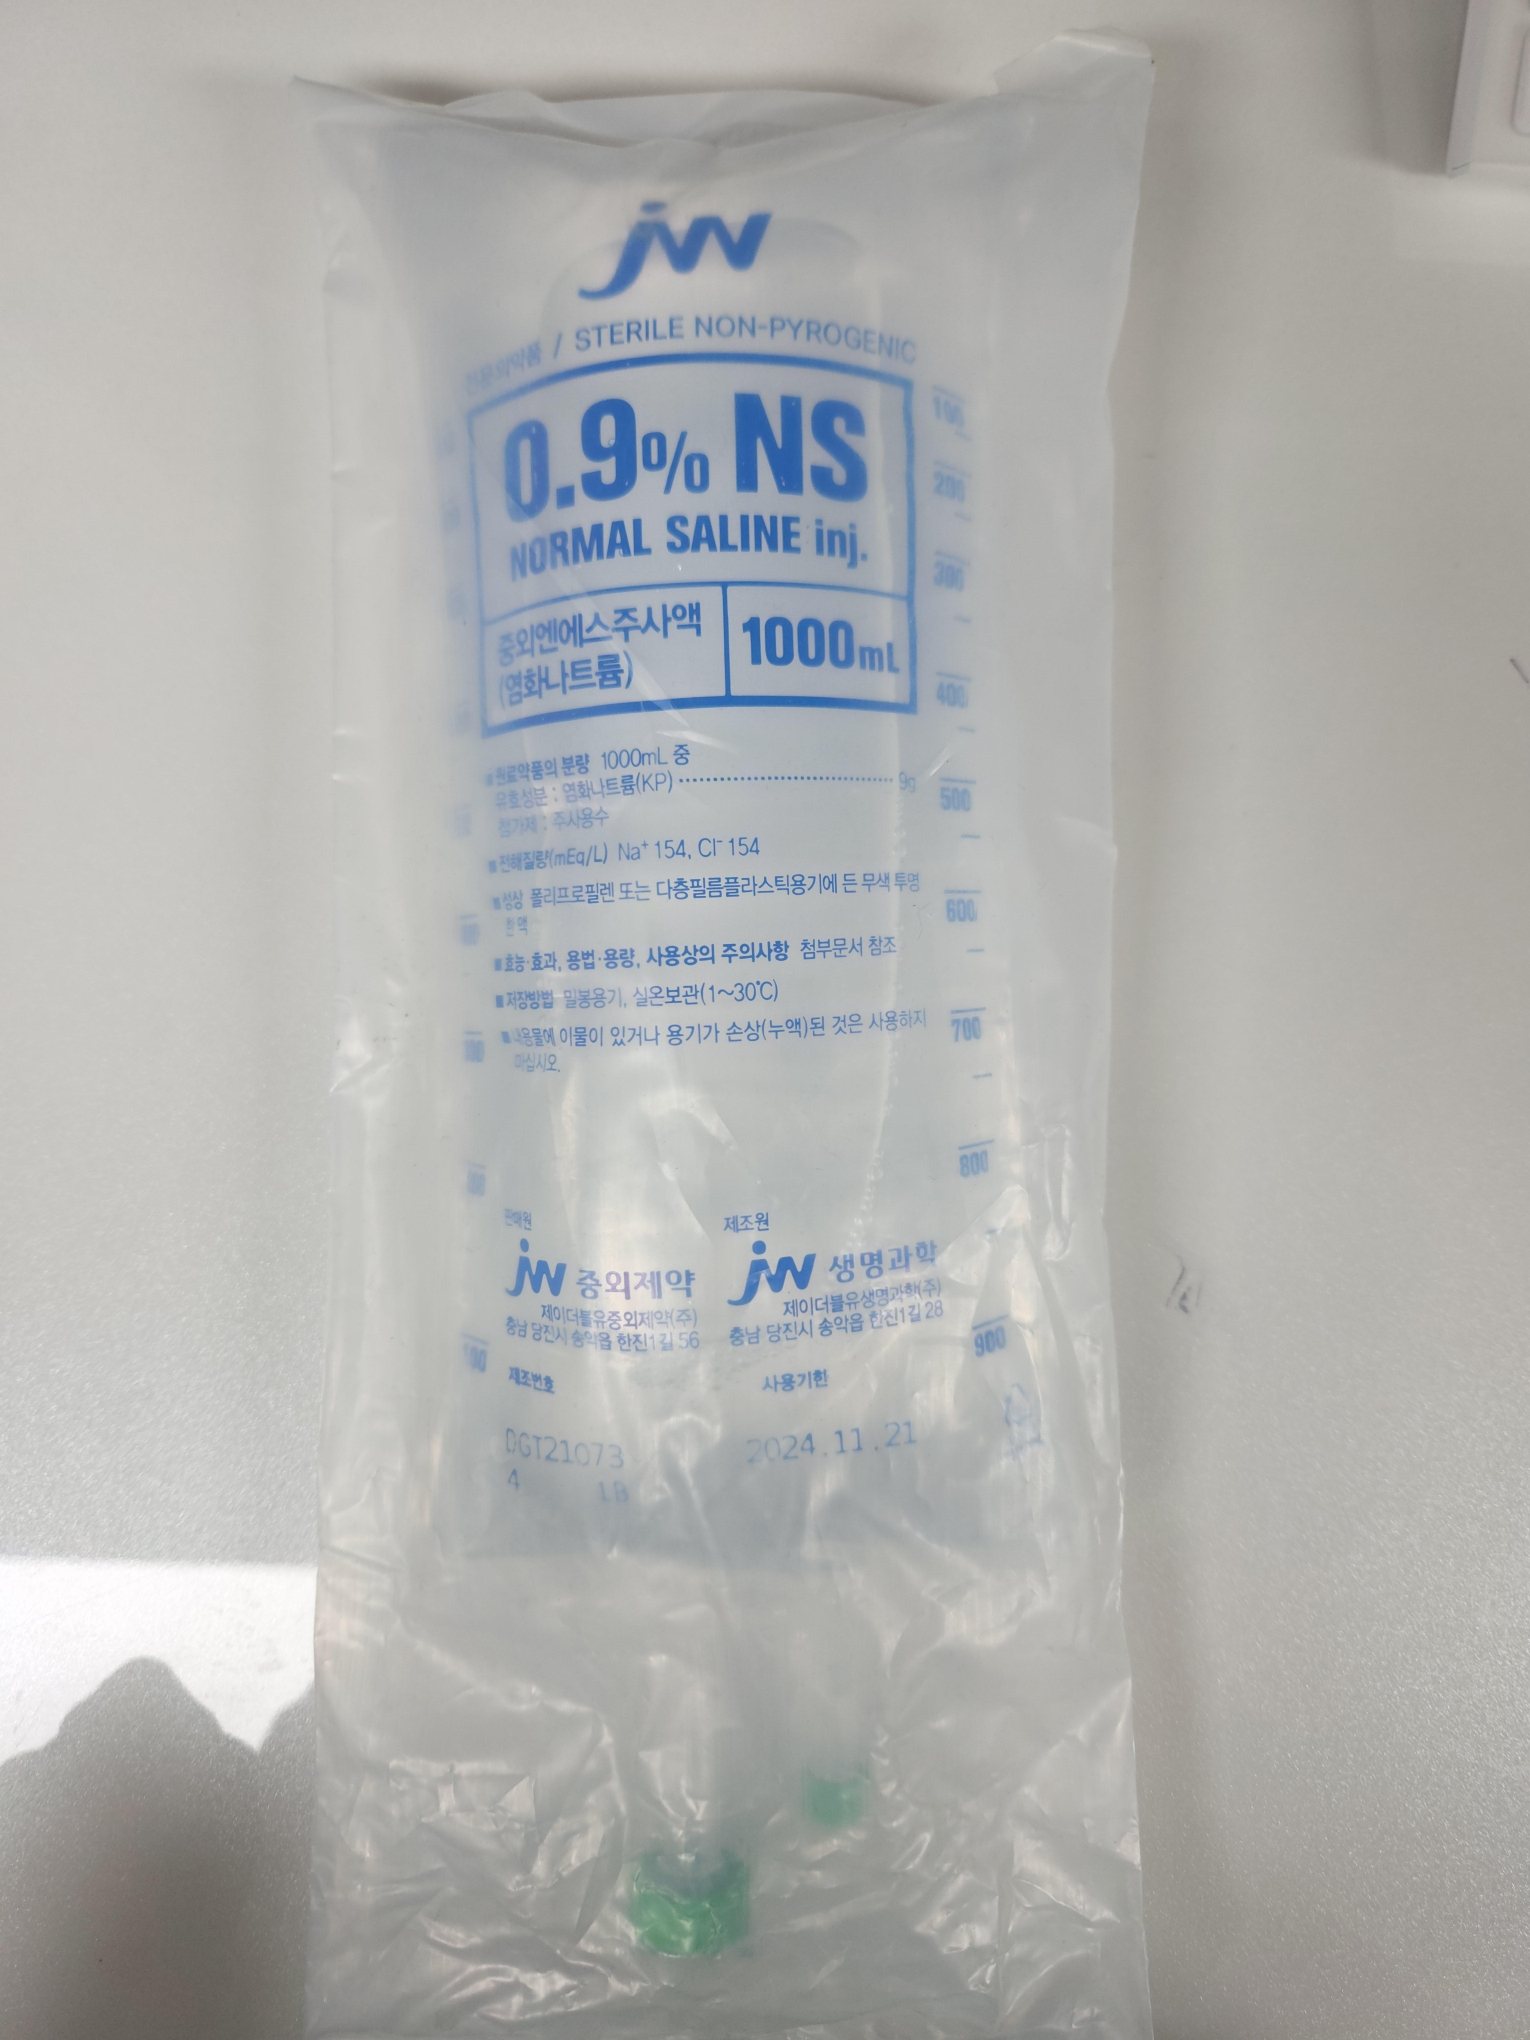 jw
전문의약품 / STERILE NON-PYROGENIC
0.9% NS
NORMAL SALINE inj.
중외엔에스주사액
(염화나트륨)
1000mL
■ 원료약품의 분량 1000mL 중
유효성분 : 염화나트륨(KP) ········ 9g
첨가제 : 주사용수
■ 전해질량(mEq/L) Na⁺ 154, Cl⁻ 154
■ 성상 폴리프로필렌 또는 다층필름플라스틱용기에 든 무색 투명
한 액
■ 효능·효과, 용법·용량, 사용상의 주의사항 첨부문서 참조
■ 저장방법 밀봉용기, 실온보관(1~30℃)
■ 내용물에 이물이 있거나 용기가 손상(누액)된 것은 사용하지
마십시오.
100
200
300
400
500
600
700
800
900
판매원
jw 중외제약
제이더블유중외제약(주)
충남 당진시 송악읍 한진1길 56
제조원
jw 생명과학
제이더블유생명과학(주)
충남 당진시 송악읍 한진1길 28
제조번호
DGT21073
4 1B
사용기한
2024.11.21